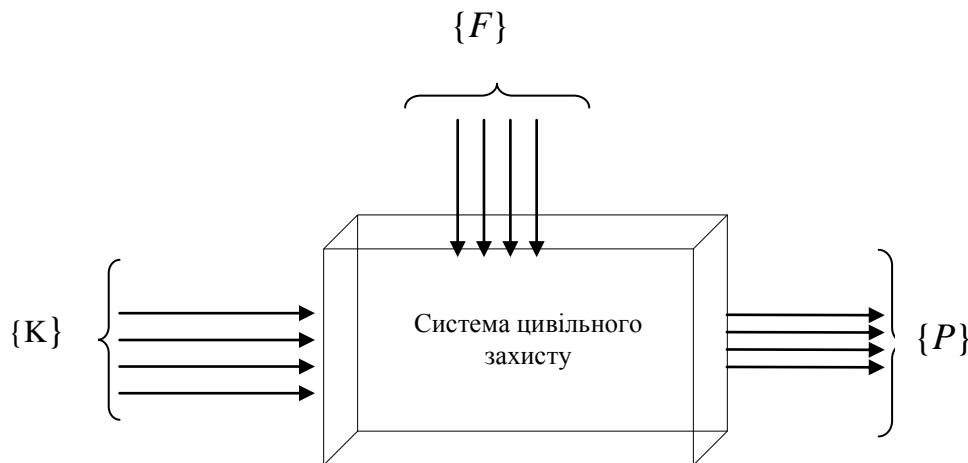 {F}
{K}
Система цивільного
захисту
{P}